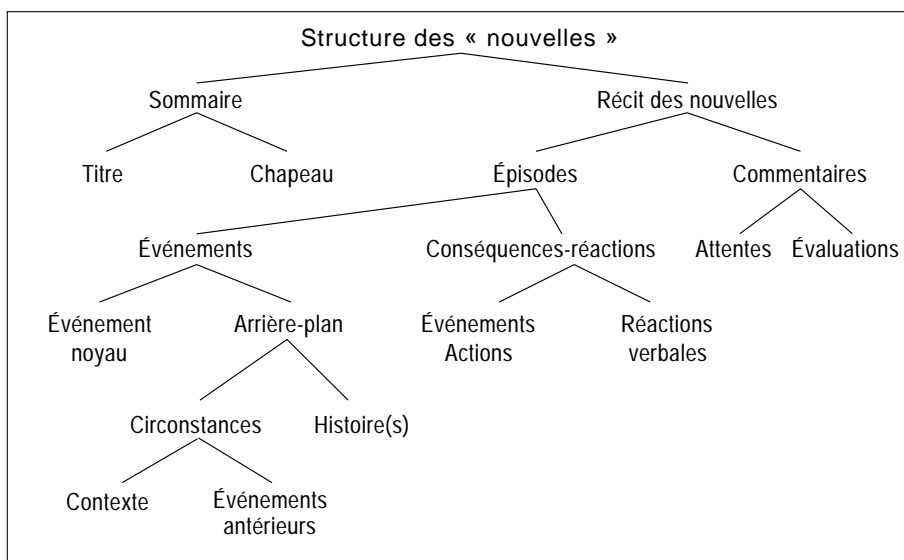 Structure des « nouvelles »
Sommaire Récit des nouvelles
Titre Chapeau Épisodes Commentaires
Événements Conséquences-réactions Attentes Évaluations
Événement
noyau
Arrière-plan
Événements
Actions
Réactions
verbales
Circonstances Histoire(s)
Contexte
Événements
antérieurs